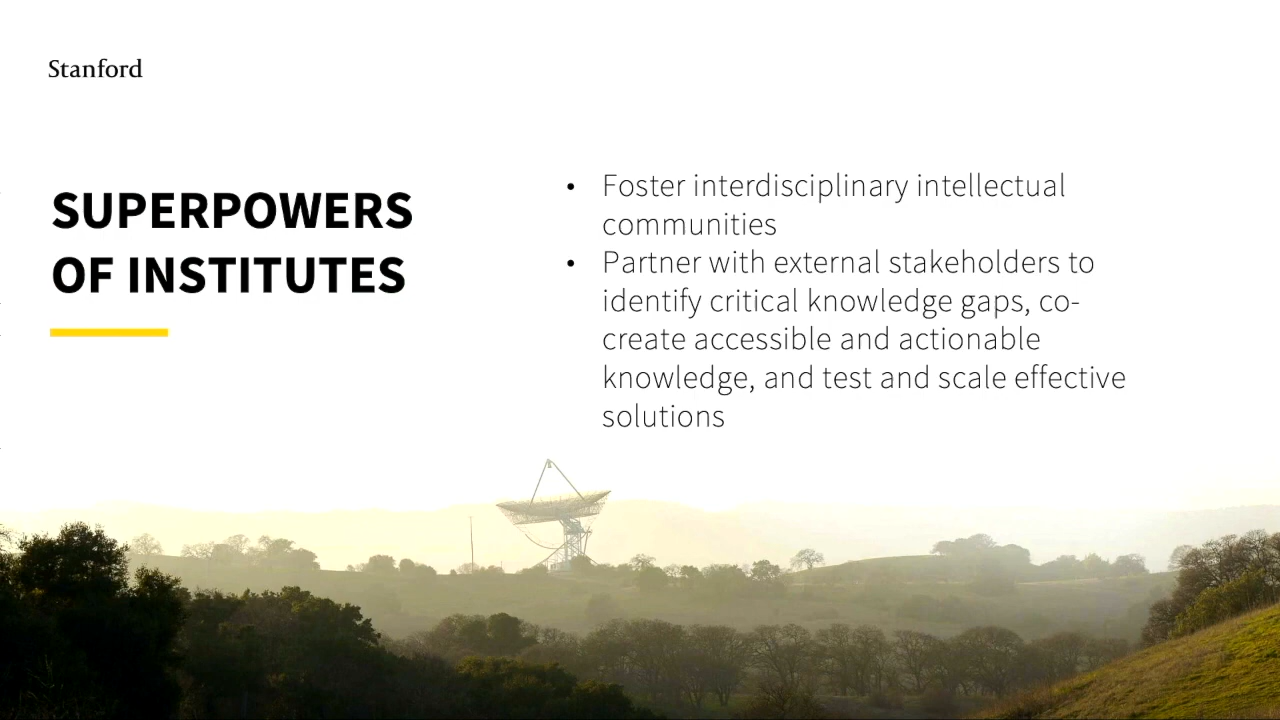 Stanford
SUPERPOWERS
OF INSTITUTES
• Foster interdisciplinary intellectual
communities
• Partner with external stakeholders to
identify critical knowledge gaps, co-
create accessible and actionable
knowledge, and test and scale effective
solutions